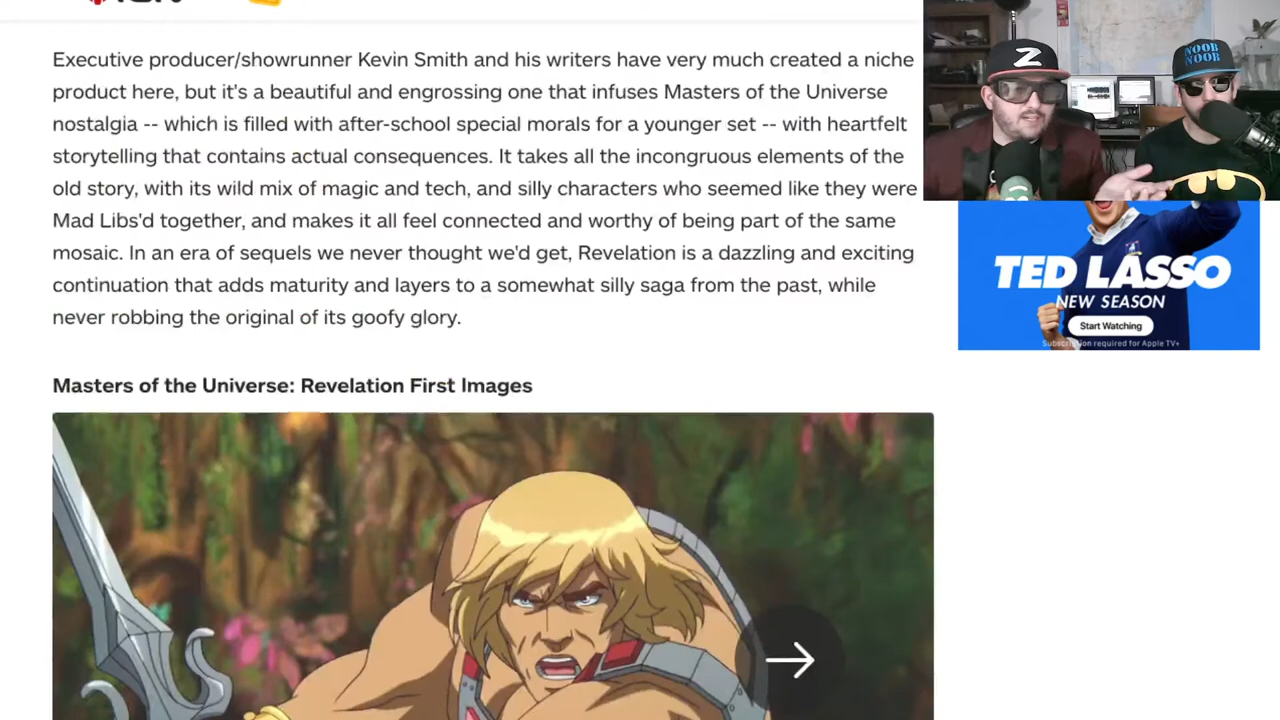 Executive producer/showrunner Kevin Smith and his writers have very much created a niche
product here, but it's a beautiful and engrossing one that infuses Masters of the Universe
nostalgia -- which is filled with after-school special morals for a younger set -- with heartfelt
storytelling that contains actual consequences. It takes all the incongruous elements of the
old story, with its wild mix of magic and tech, and silly characters who seemed like they were
Mad Libs'd together, and makes it all feel connected and worthy of being part of the same
mosaic. In an era of sequels we never thought we'd get, Revelation is a dazzling and exciting
continuation that adds maturity and layers to a somewhat silly saga from the past, while
never robbing the original of its goofy glory.
Masters of the Universe: Revelation First Images
Z
NOOB
NOOB
TED LASSO
NEW SEASON
Start Watching
Subscription required for Apple TV+